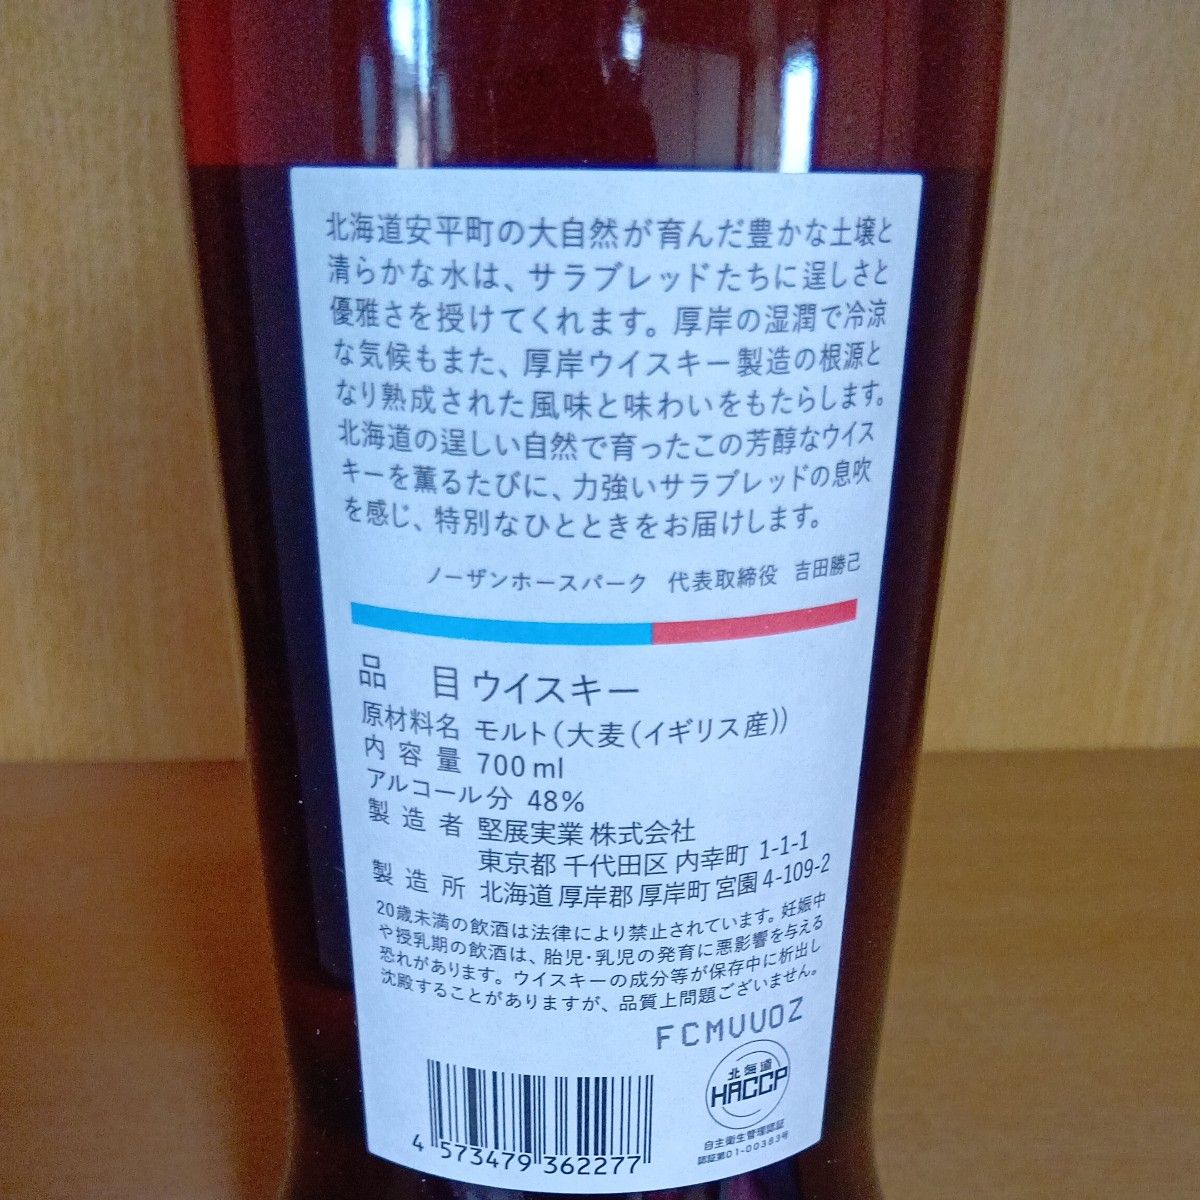 北海道安平町の大自然が育んだ豊かな土壌と
清らかな水は、サラブレッドたちに逞しさと
優雅さを授けてくれます。厚岸の湿潤で冷涼
な気候もまた、厚岸ウイスキー製造の根源と
なり熟成された風味と味わいをもたらします。
北海道の逞しい自然で育ったこの芳醇なウイス
キーを薫るたびに、力強いサラブレッドの息吹
を感じ、特別なひとときをお届けします。
ノーザンホースパーク 代表取締役 吉田勝己
品 目 ウイスキー
原材料名 モルト(大麦(イギリス産))
内容量 700ml
アルコール分 48%
製造者 堅展実業 株式会社
東京都 千代田区 内幸町 1-1-1
製造所 北海道 厚岸郡 厚岸町 宮園 4-109-2
20歳未満の飲酒は法律により禁止されています。妊娠中
や授乳期の飲酒は、胎児・乳児の発育に悪影響を与える
恐れがあります。ウイスキーの成分等が保存中に析出し
沈殿することがありますが、品質上問題ございません。
FCMVUOZ
北海道
HACCP
自主衛生管理認証
認証第01-00383号
4 573479 362277